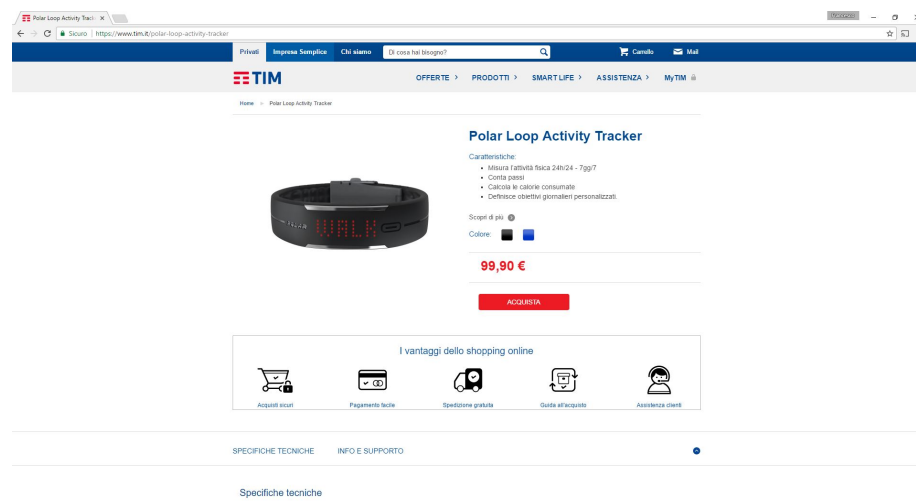 Polar Loop Activity Track
Francesco
Sicuro | https://www.tim.it/polar-loop-activity-tracker
Privati Impresa Semplice Chi siamo Di cosa hai bisogno? Carrello Mail
TIM OFFERTE > PRODOTTI > SMART LIFE > ASSISTENZA > MyTIM
Home > Polar Loop Activity Tracker
Polar Loop Activity Tracker
Caratteristiche:
• Misura l'attività fisica 24h/24 - 7gg/7
• Conta passi
• Calcola le calorie consumate
• Definisce obiettivi giornalieri personalizzati.
POLAR WALK
Scopri di più
Colore:
99,90 €
ACQUISTA
I vantaggi dello shopping online
Acquisti sicuri Pagamento facile Spedizione gratuita Guida all'acquisto Assistenza clienti
SPECIFICHE TECNICHE INFO E SUPPORTO
Specifiche tecniche